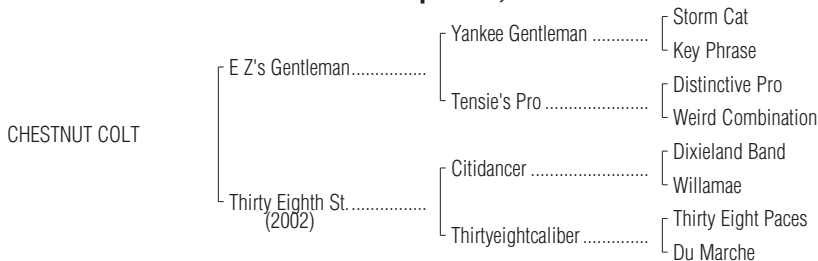 Storm Cat
Yankee Gentleman ............
Key Phrase
E Z's Gentleman................
Distinctive Pro
Tensie's Pro ......................
Weird Combination
CHESTNUT COLT
Dixieland Band
Citidancer .........................
Willamae
Thirty Eighth St. ................
(2002)
Thirty Eight Paces
Thirtyeightcaliber ..............
Du Marche